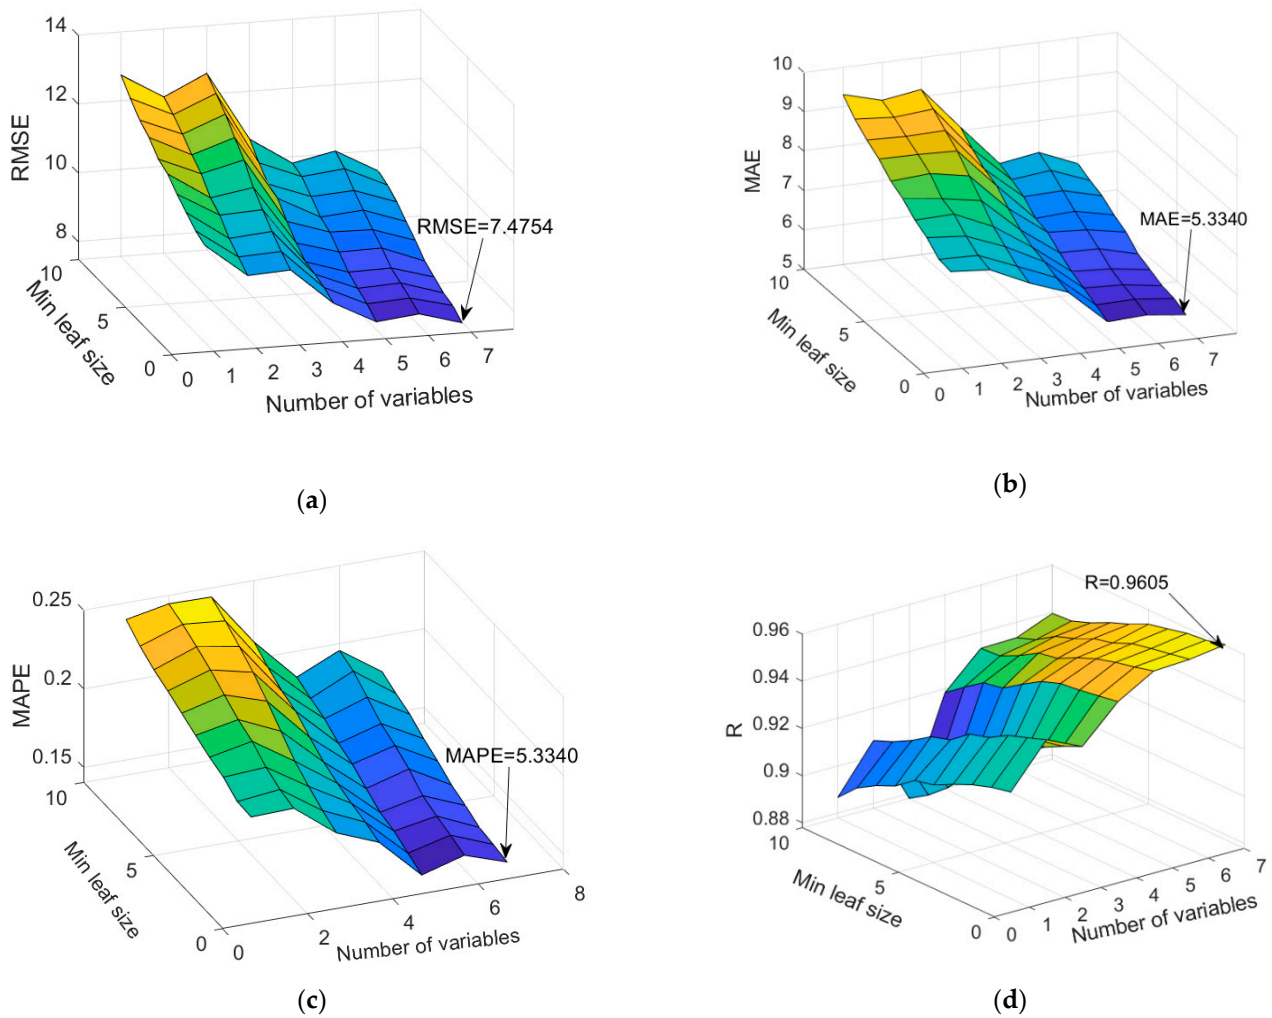 14
12
10
8
RMSE
10
5
0
Min leaf size
0 1 2 3 4 5 6 7
Number of variables
RMSE=7.4754
(a)
10
9
8
7
6
5
MAE
10
5
0
Min leaf size
0 1 2 3 4 5 6 7
Number of variables
MAE=5.3340
(b)
0.25
0.2
0.15
MAPE
10
5
0
Min leaf size
0 2 4 6 8
Number of variables
MAPE=5.3340
(c)
0.96
0.94
0.92
0.9
0.88
R
10
5
0
Min leaf size
0 1 2 3 4 5 6 7
Number of variables
R=0.9605
(d)